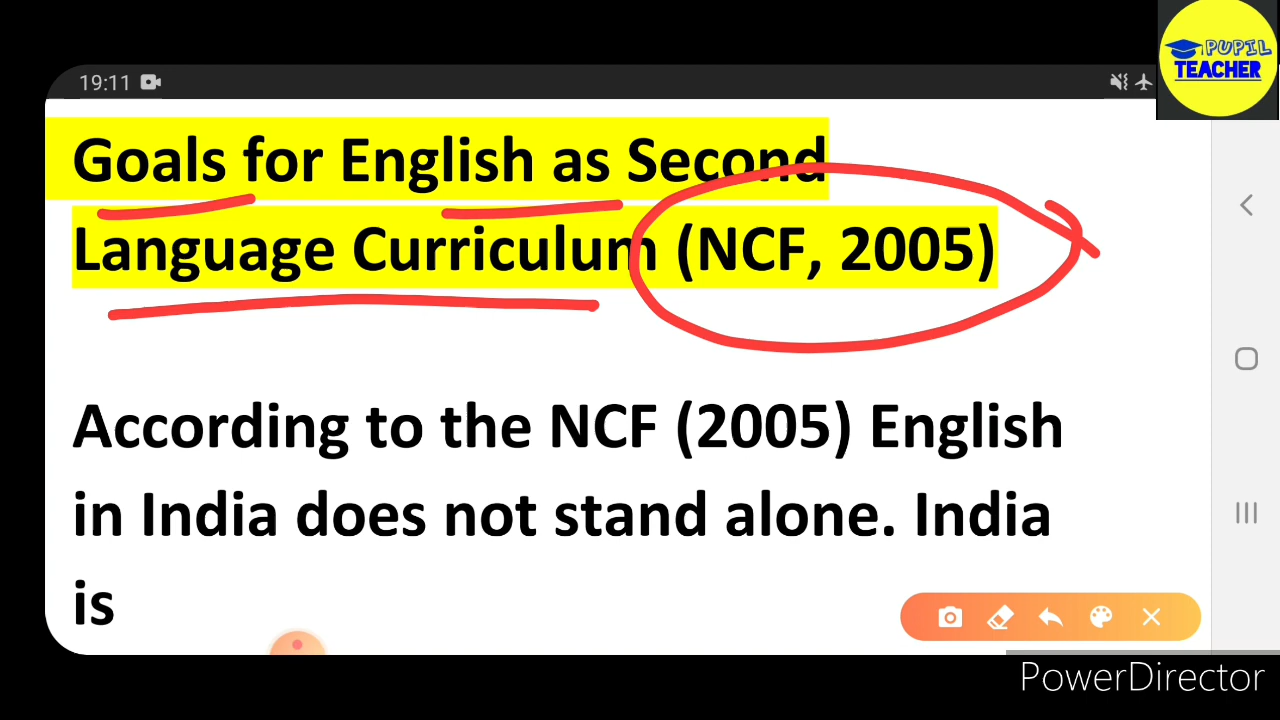 PUPIL
TEACHER
19:11
Goals for English as Second
Language Curriculum (NCF, 2005)
According to the NCF (2005) English
in India does not stand alone. India
is
PowerDirector